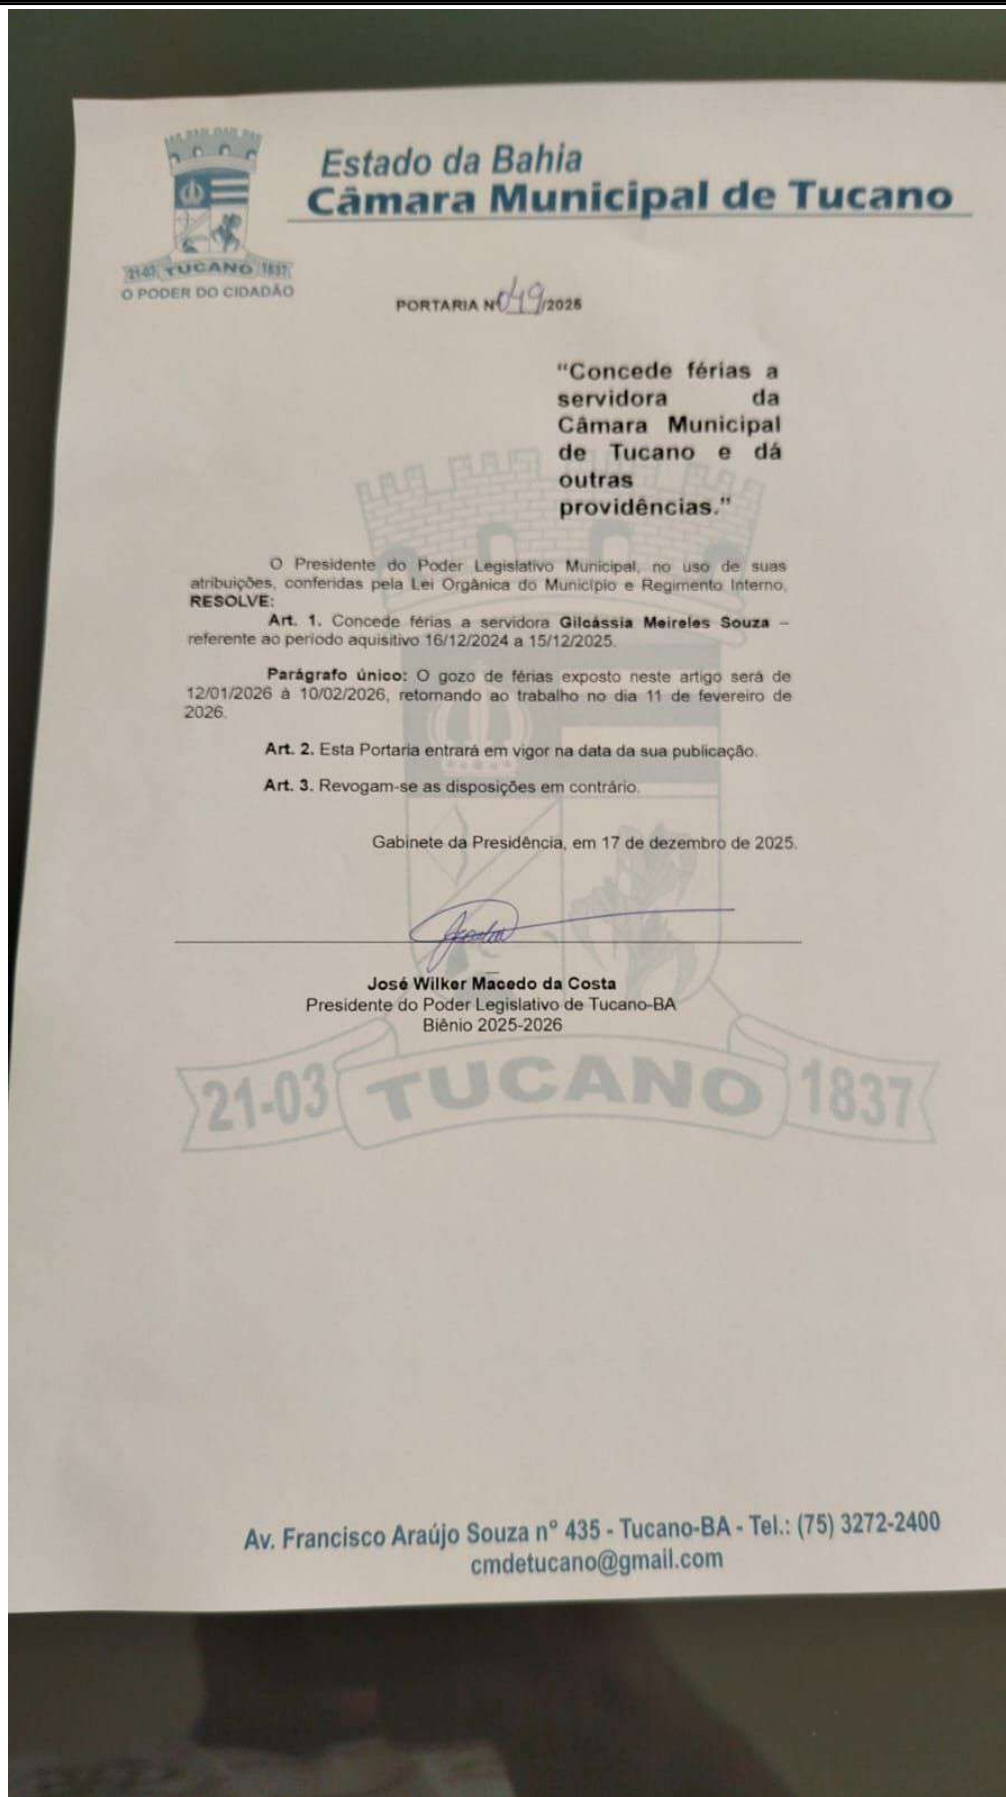 Estado da Bahia
Câmara Municipal de Tucano
21-03 TUCANO 1837
O PODER DO CIDADÃO
PORTARIA Nº 049/2025
“Concede férias a
servidora da
Câmara Municipal
de Tucano e dá
outras
providências.”
O Presidente do Poder Legislativo Municipal, no uso de suas
atribuições, conferidas pela Lei Orgânica do Município e Regimento Interno,
RESOLVE:
Art. 1. Concede férias a servidora Gilcássia Meireles Souza –
referente ao período aquisitivo 16/12/2024 a 15/12/2025.
Parágrafo único: O gozo de férias exposto neste artigo será de
12/01/2026 à 10/02/2026, retornando ao trabalho no dia 11 de fevereiro de
2026.
Art. 2. Esta Portaria entrará em vigor na data da sua publicação.
Art. 3. Revogam-se as disposições em contrário.
Gabinete da Presidência, em 17 de dezembro de 2025.
José Wilker Macedo da Costa
Presidente do Poder Legislativo de Tucano-BA
Biênio 2025-2026
21-03 TUCANO 1837
Av. Francisco Araújo Souza nº 435 - Tucano-BA - Tel.: (75) 3272-2400
cmdetucano@gmail.com